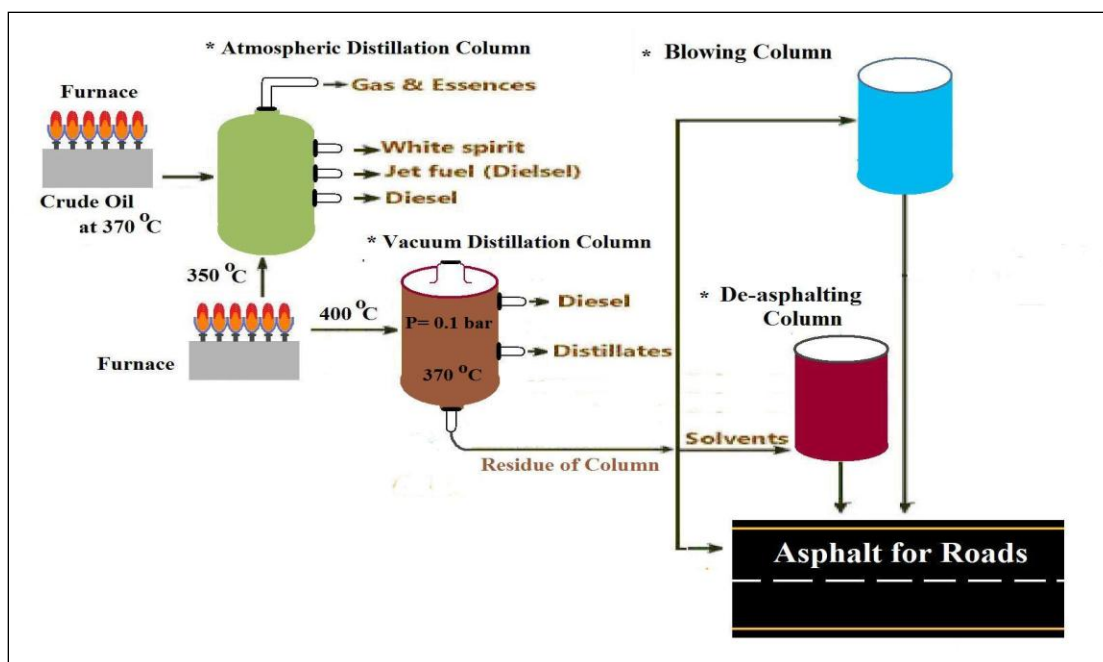 * Atmospheric Distillation Column
Furnace
Gas & Essences
White spirit
Jet fuel (Dielsel)
Diesel
Crude Oil
at 370 °C
350 °C
Furnace
400 °C
* Vacuum Distillation Column
P= 0.1 bar
370 °C
Diesel
Distillates
Residue of Column
* Blowing Column
* De-asphalting
Column
Solvents
Asphalt for Roads